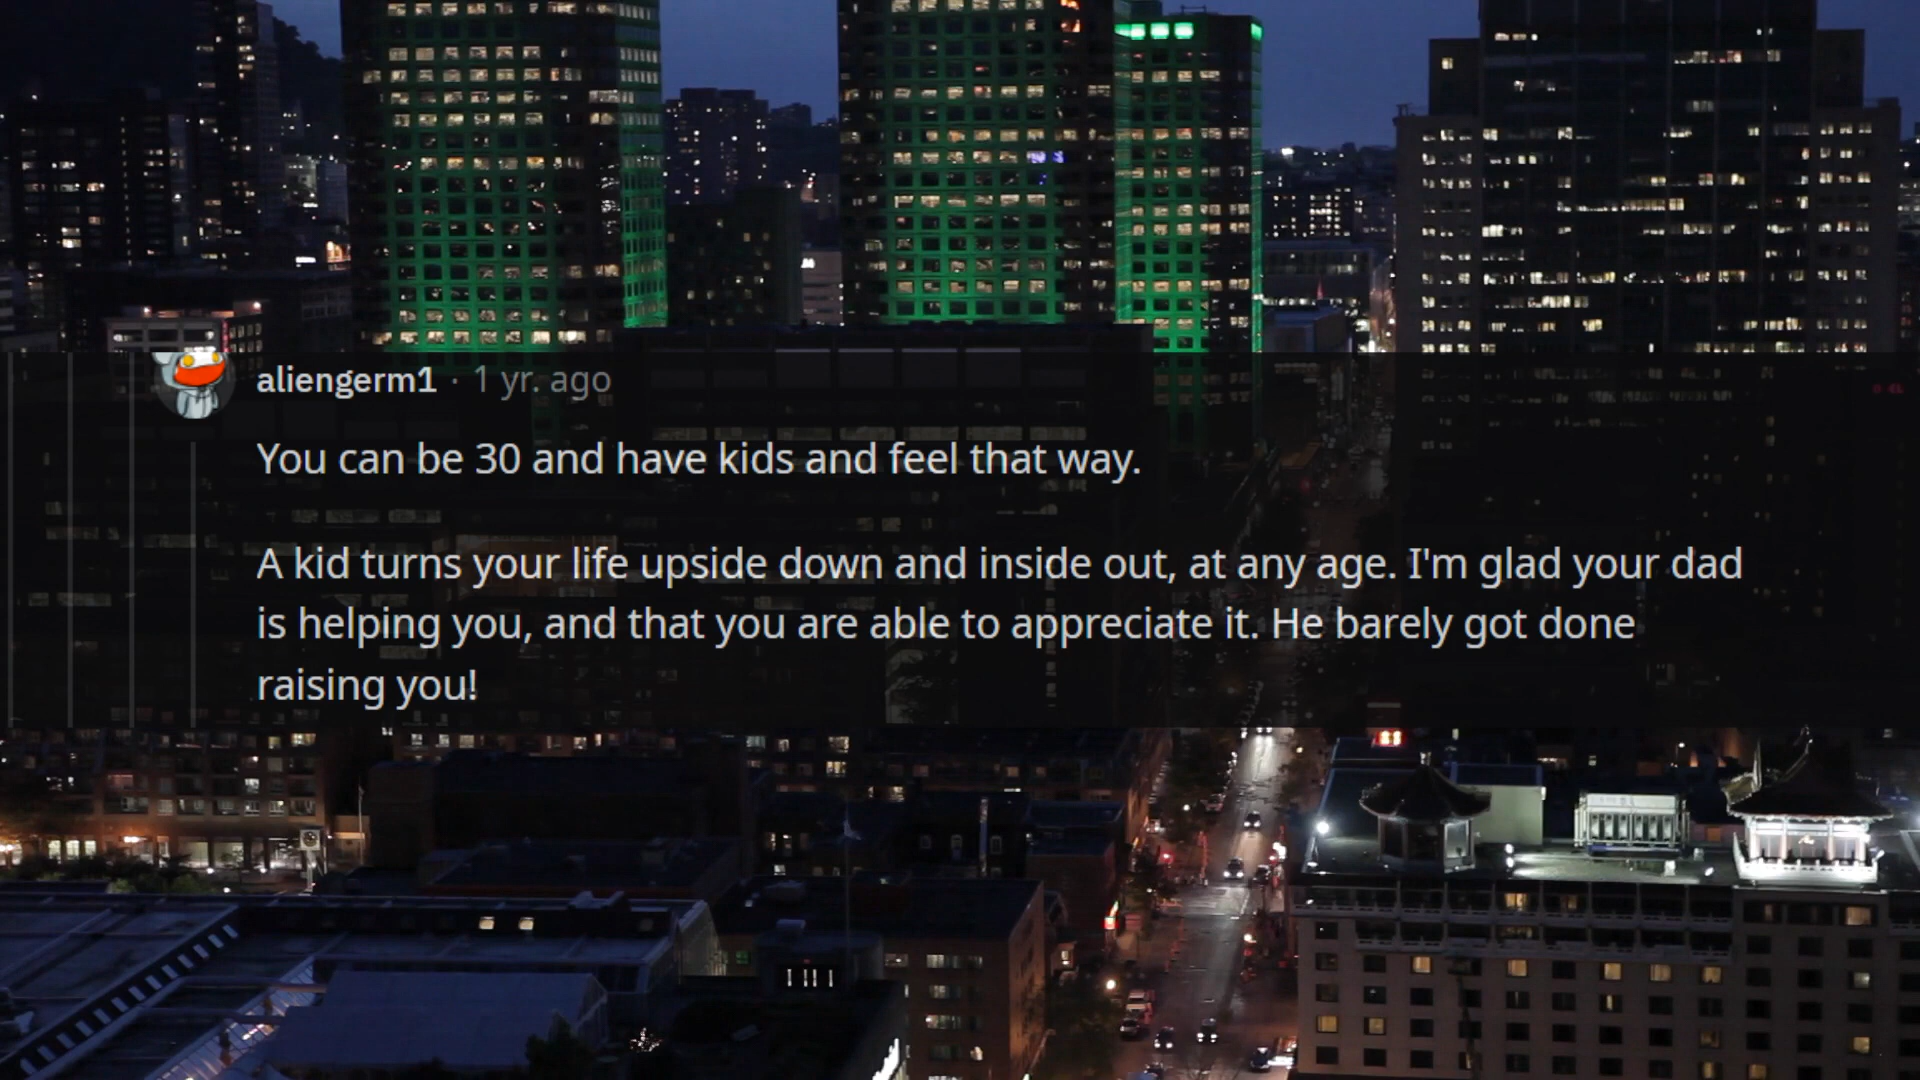 aliengerm1 · 1 yr. ago
You can be 30 and have kids and feel that way.
A kid turns your life upside down and inside out, at any age. I'm glad your dad
is helping you, and that you are able to appreciate it. He barely got done
raising you!